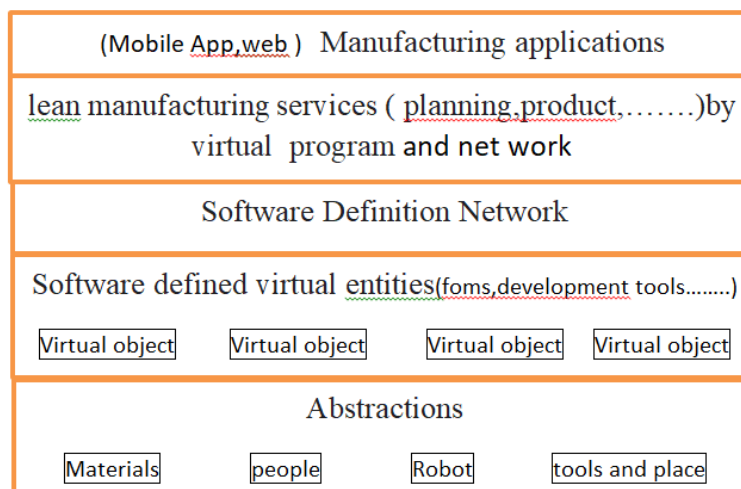 (Mobile App,web ) Manufacturing applications
lean manufacturing services ( planning,product,.......)by
virtual program and net work
Software Definition Network
Software defined virtual entities(foms,development tools........)
Virtual object Virtual object Virtual object Virtual object
Abstractions
Materials people Robot tools and place